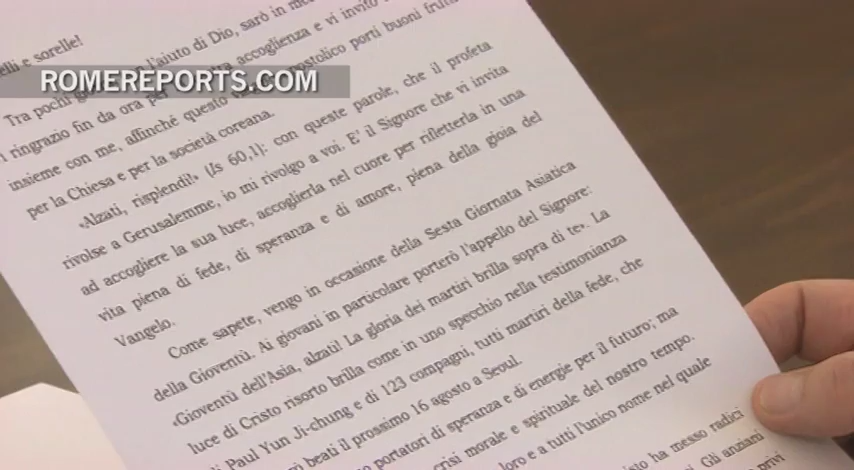 elli e sorelle!
Tra pochi l'aiuto di Dio, sarò in
ringrazio fin da ora per accoglienza e vi invito
insieme con me, affinché questo apostolico porti buoni
per la Chiesa e per la società coreana.
«Alzati, risplendi!» (Is 60,1): con queste parole, che il profeta
rivolse a Gerusalemme, io mi rivolgo a voi. E' il Signore che vi invita
ad accogliere la sua luce, accoglierla nel cuore per rifletterla in una
vita piena di fede, di speranza e di amore, piena della gioia del
Vangelo.
Come sapete, vengo in occasione della Sesta Giornata Asiatica
della Gioventù. Ai giovani in particolare porterò l'appello del Signore:
«Gioventù dell'Asia, alzati! La gloria dei martiri brilla sopra di te». La
luce di Cristo risorto brilla come in uno specchio nella testimonianza
di Paul Yun Ji-chung e di 123 compagni, tutti martiri della fede, che
beati il prossimo 16 agosto a Seoul.
portatori di speranza e di energie per il futuro; ma
crisi morale e spirituale del nostro tempo.
loro e a tutti l'unico nome nel quale
ha messo radici
Gli anziani
ROMEREPORTS.COM